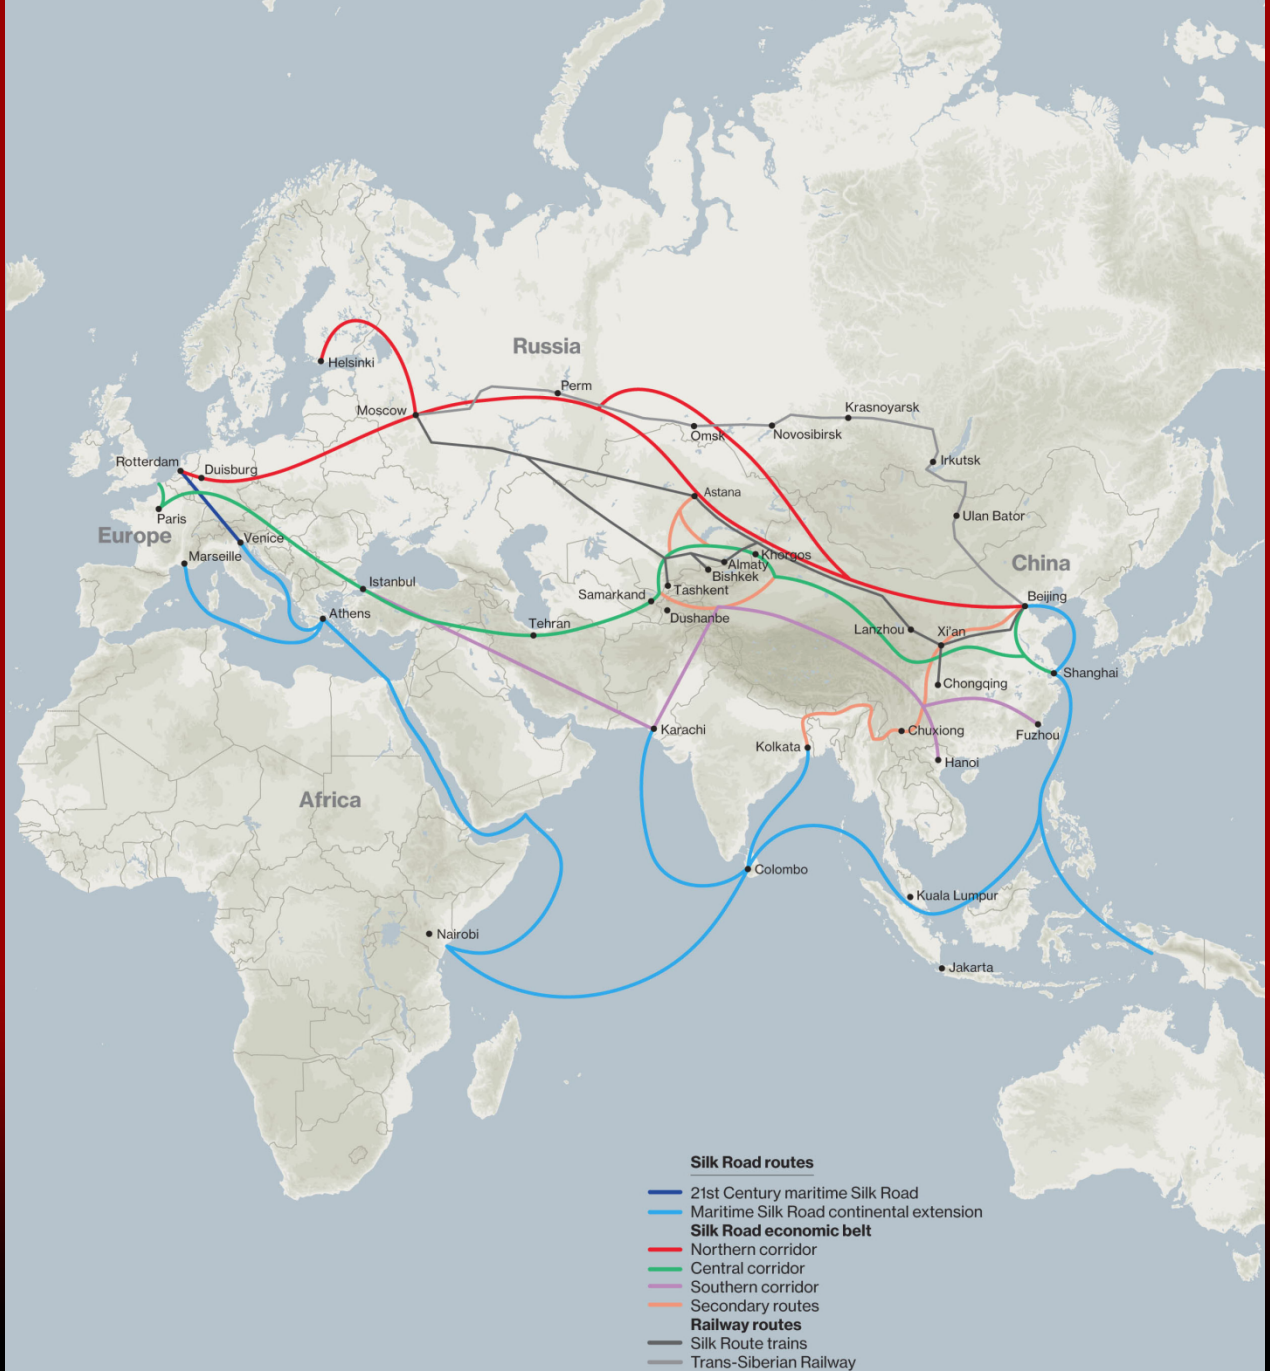 Russia
Helsinki
Perm
Moscow
Krasnoyarsk
Omsk
Novosibirsk
Rotterdam
Duisburg
Irkutsk
Astana
Paris
Ulan Bator
Europe
Venice
Marseille
Khorgos
Almaty
China
Bishkek
Istanbul
Tashkent
Samarkand
Beijing
Athens
Dushanbe
Tehran
Lanzhou
Xi'an
Shanghai
Chongqing
Karachi
Chuxiong
Fuzhou
Kolkata
Hanoi
Africa
Colombo
Kuala Lumpur
Nairobi
Jakarta
Silk Road routes
21st Century maritime Silk Road
Maritime Silk Road continental extension
Silk Road economic belt
Northern corridor
Central corridor
Southern corridor
Secondary routes
Railway routes
Silk Route trains
Trans-Siberian Railway